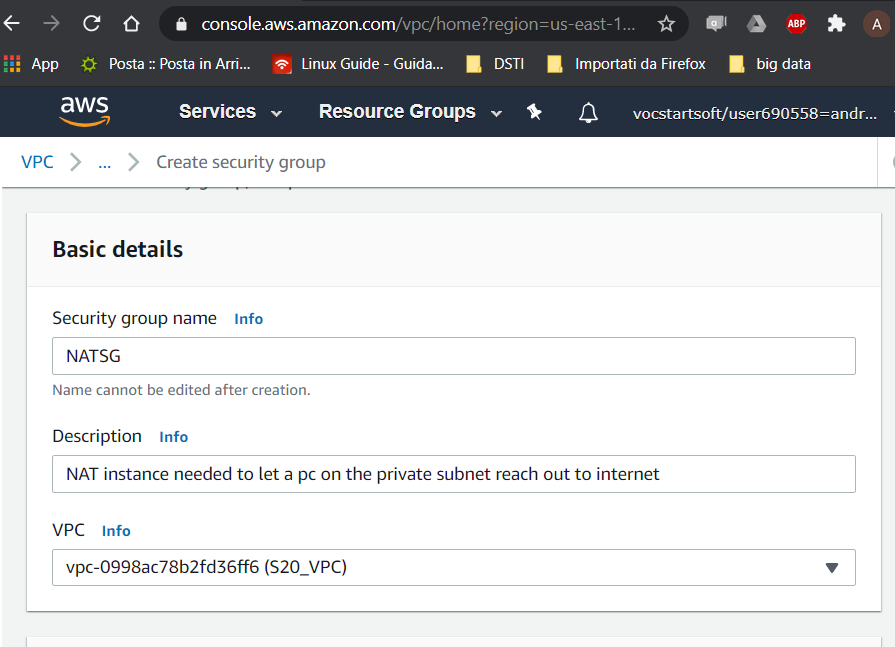 console.aws.amazon.com/vpc/home?region=us-east-1...
ABP
A
App
Posta :: Posta in Arri...
Linux Guide - Guida...
DSTI
Importati da Firefox
big data
aws
Services
Resource Groups
vocstartsoft/user690558=andr...
VPC > ... > Create security group
Basic details
Security group name Info
NATSG
Name cannot be edited after creation.
Description Info
NAT instance needed to let a pc on the private subnet reach out to internet
VPC Info
vpc-0998ac78b2fd36ff6 (S20_VPC)